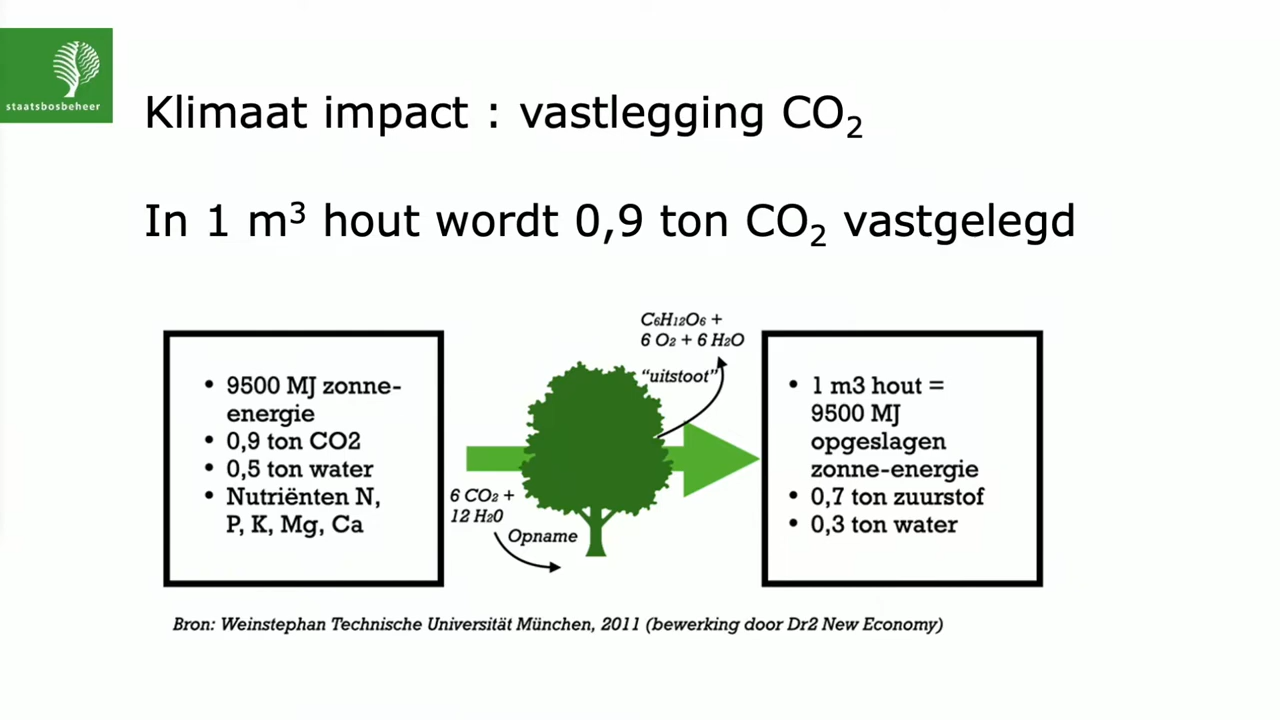 staatsbosbeheer
Klimaat impact : vastlegging CO₂
In 1 m³ hout wordt 0,9 ton CO₂ vastgelegd
• 9500 MJ zonne-
energie
• 0,9 ton CO2
• 0,5 ton water
• Nutriënten N,
P, K, Mg, Ca
6 CO₂ +
12 H₂0
Opname
C₆H₁₂O₆ +
6 O₂ + 6 H₂O
“uitstoot”
• 1 m3 hout =
9500 MJ
opgeslagen
zonne-energie
• 0,7 ton zuurstof
• 0,3 ton water
Bron: Weinstephan Technische Universität München, 2011 (bewerking door Dr2 New Economy)